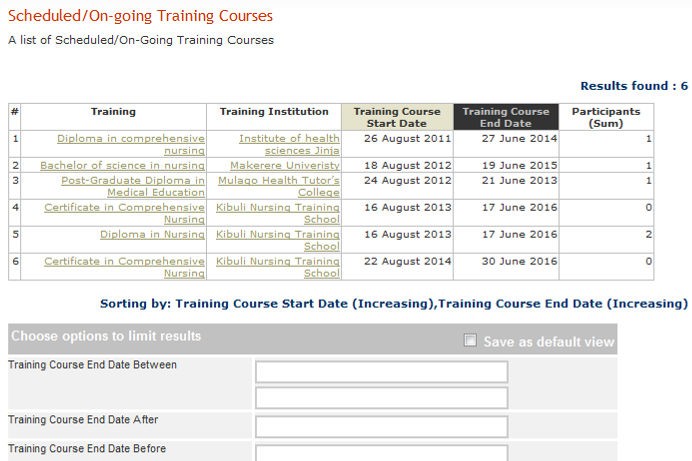 Scheduled/On-going Training Courses
A list of Scheduled/On-Going Training Courses
Results found : 6
# Training Training Institution Training Course Start Date Training Course End Date Participants (Sum)
1 Diploma in comprehensive nursing Institute of health sciences Jinja 26 August 2011 27 June 2014 1
2 Bachelor of science in nursing Makerere Univeristy 18 August 2012 19 June 2015 1
3 Post-Graduate Diploma in Medical Education Mulago Health Tutor's College 24 August 2012 21 June 2013 1
4 Certificate in Comprehensive Nursing Kibuli Nursing Training School 16 August 2013 17 June 2016 0
5 Diploma in Nursing Kibuli Nursing Training School 16 August 2013 17 June 2016 2
6 Certificate in Comprehensive Nursing Kibuli Nursing Training School 22 August 2014 30 June 2016 0
Sorting by: Training Course Start Date (Increasing),Training Course End Date (Increasing)
Choose options to limit results Save as default view
Training Course End Date Between
Training Course End Date After
Training Course End Date Before